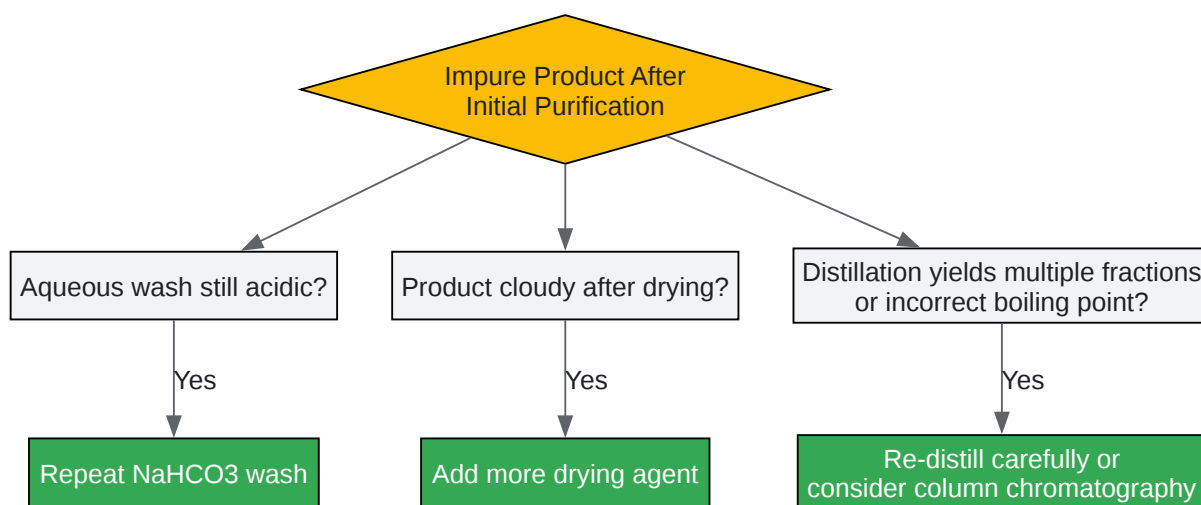 Impure Product After
Initial Purification
Aqueous wash still acidic?
Product cloudy after drying?
Distillation yields multiple fractions
or incorrect boiling point?
Yes
Yes
Yes
Repeat NaHCO3 wash
Add more drying agent
Re-distill carefully or
consider column chromatography